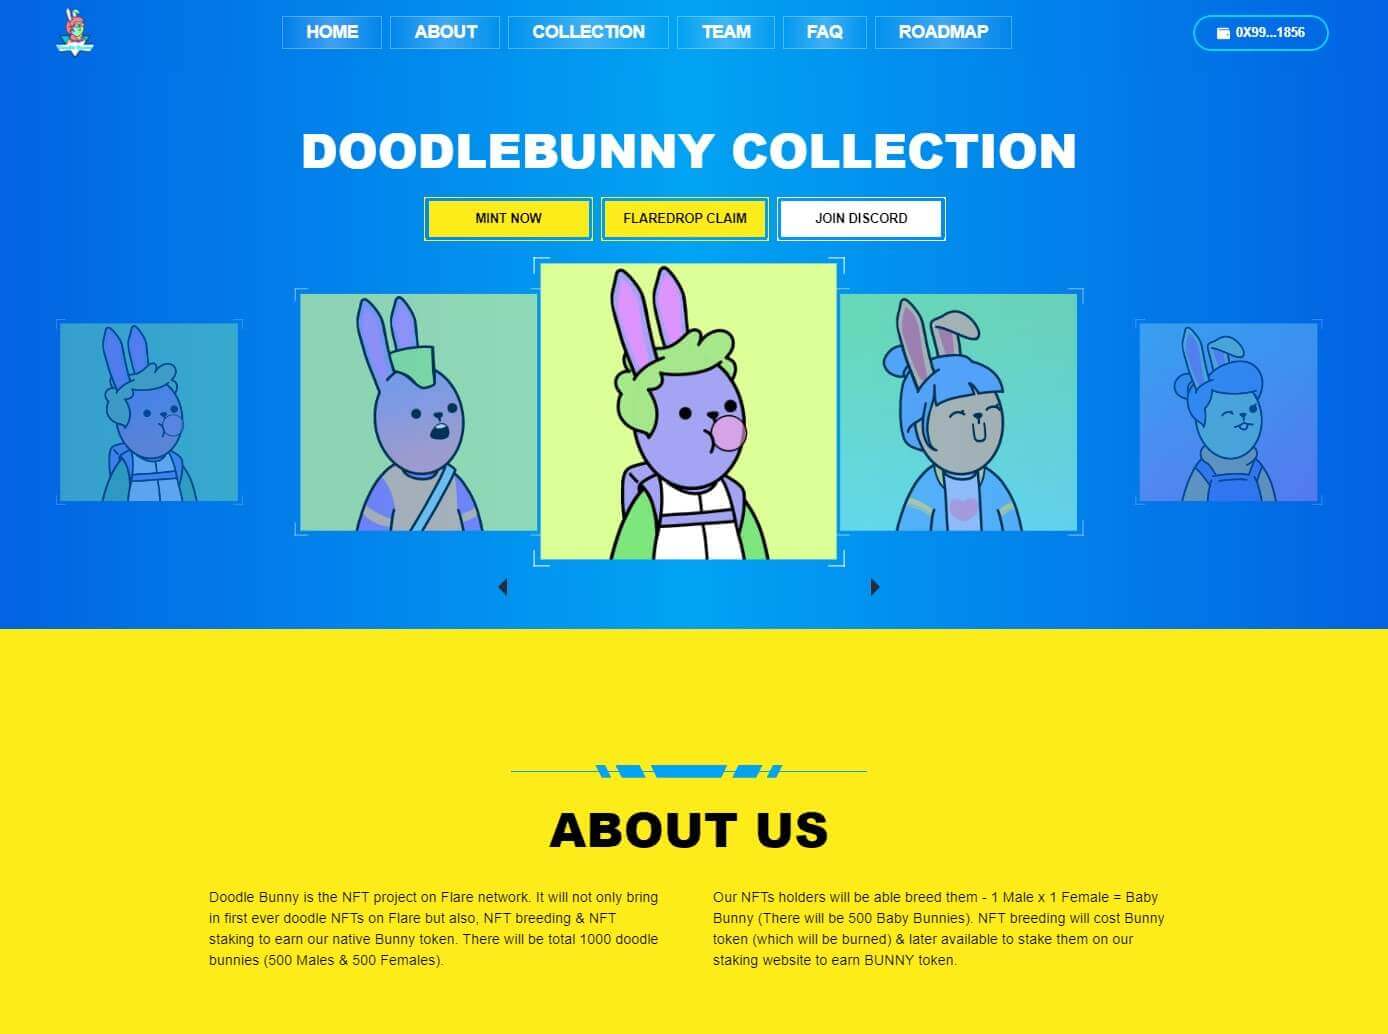 HOME
ABOUT
COLLECTION
TEAM
FAQ
ROADMAP
0X99...1856
DOODLEBUNNY COLLECTION
MINT NOW
FLAREDROP CLAIM
JOIN DISCORD
ABOUT US
Doodle Bunny is the NFT project on Flare network. It will not only bring
in first ever doodle NFTs on Flare but also, NFT breeding & NFT
staking to earn our native Bunny token. There will be total 1000 doodle
bunnies (500 Males & 500 Females).
Our NFTs holders will be able breed them - 1 Male x 1 Female = Baby
Bunny (There will be 500 Baby Bunnies). NFT breeding will cost Bunny
token (which will be burned) & later available to stake them on our
staking website to earn BUNNY token.